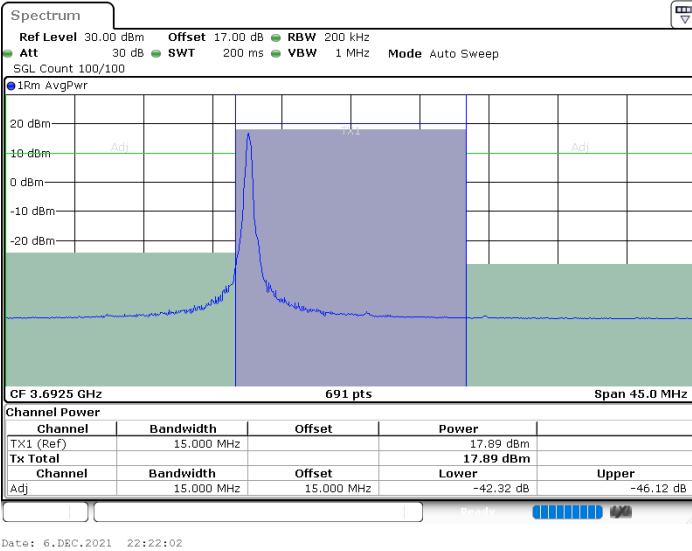 Spectrum
Ref Level 30.00 dBm Offset 17.00 dB RBW 200 kHz
Att 30 dB SWT 200 ms VBW 1 MHz Mode Auto Sweep
SGL Count 100/100
1Rm AvgPwr
TX1
20 dBm
Adj Adj
10 dBm
0 dBm
-10 dBm
-20 dBm
CF 3.6925 GHz 691 pts Span 45.0 MHz
Channel Power
Channel Bandwidth Offset Power
TX1 (Ref) 15.000 MHz 17.89 dBm
Tx Total 17.89 dBm
Channel Bandwidth Offset Lower Upper
Adj 15.000 MHz 15.000 MHz -42.32 dB -46.12 dB
Ready
Date: 6.DEC.2021 22:22:02